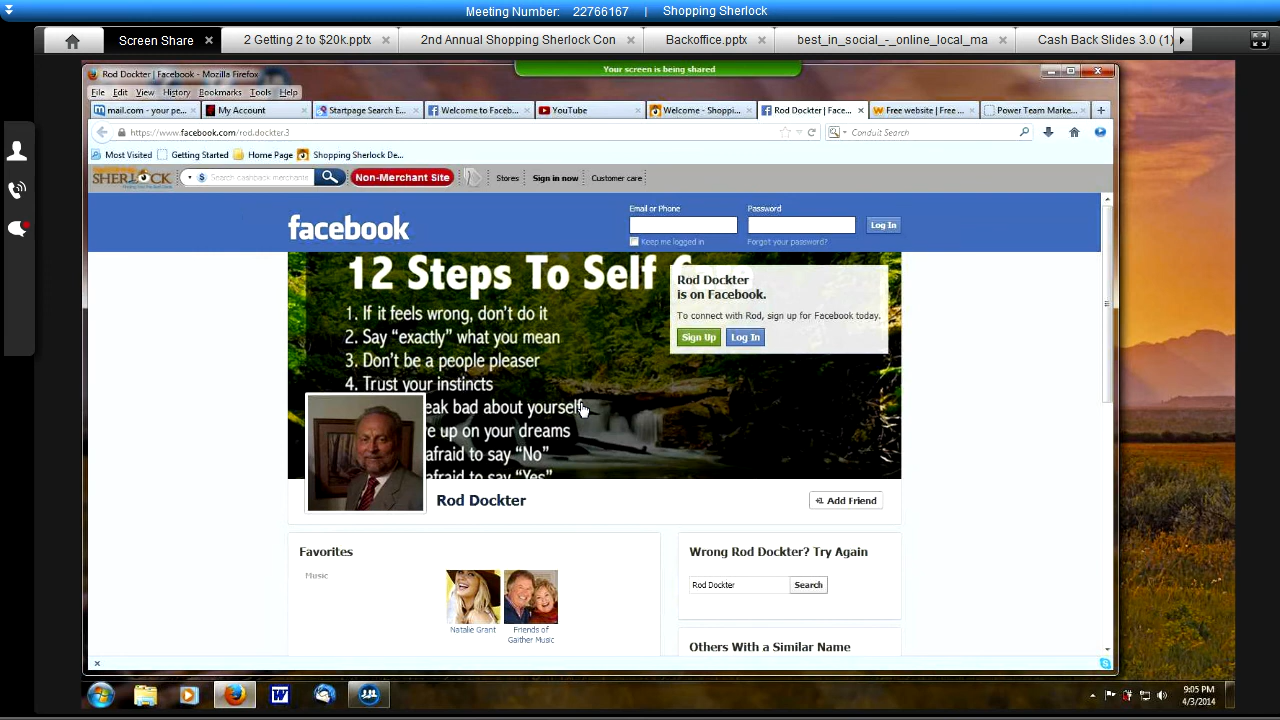 Meeting Number: 22766167 | Shopping Sherlock
Screen Share
2 Getting 2 to $20k.pptx
2nd Annual Shopping Sherlock Con
Backoffice.pptx
best_in_social_-_online_local_ma
Cash Back Slides 3.0 (1)
Rod Dockter | Facebook - Mozilla Firefox
Your screen is being shared
File Edit View History Bookmarks Tools Help
mail.com - your pe...
My Account
Startpage Search E...
Welcome to Facebo...
YouTube
Welcome - Shoppi...
Rod Dockter | Face...
Free website | Free ...
Power Team Marke...
https://www.facebook.com/rod.dockter.3
Conduit Search
Most Visited
Getting Started
Home Page
Shopping Sherlock De...
SHERLOCK
Search cashback merchants
Non-Merchant Site
Stores
Sign in now
Customer care
facebook
Email or Phone
Password
Log In
Keep me logged in
Forgot your password?
12 Steps To Self
1. If it feels wrong, don't do it
2. Say “exactly” what you mean
3. Don't be a people pleaser
4. Trust your instincts
eak bad about yourself
e up on your dreams
afraid to say “No”
afraid to say “Yes”
Rod Dockter
is on Facebook.
To connect with Rod, sign up for Facebook today.
Sign Up
Log In
Rod Dockter
Add Friend
Favorites
Music
Natalie Grant
Friends of
Gaither Music
Wrong Rod Dockter? Try Again
Rod Dockter
Search
Others With a Similar Name
9:05 PM
4/3/2014